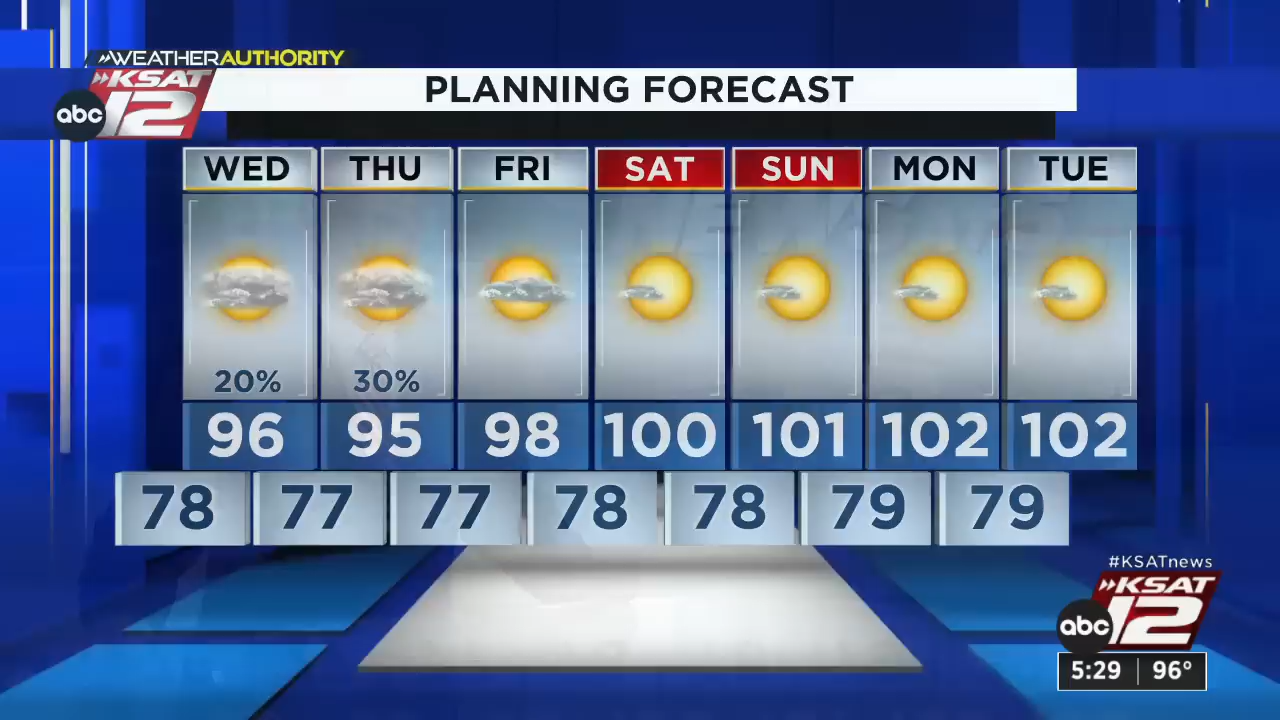 WEATHERAUTHORITY
KSAT
abc 12
PLANNING FORECAST
WED THU FRI SAT SUN MON TUE
20% 30%
96 95 98 100 101 102 102
78 77 77 78 78 79 79
#KSATnews
KSAT
abc 12
5:29 96°